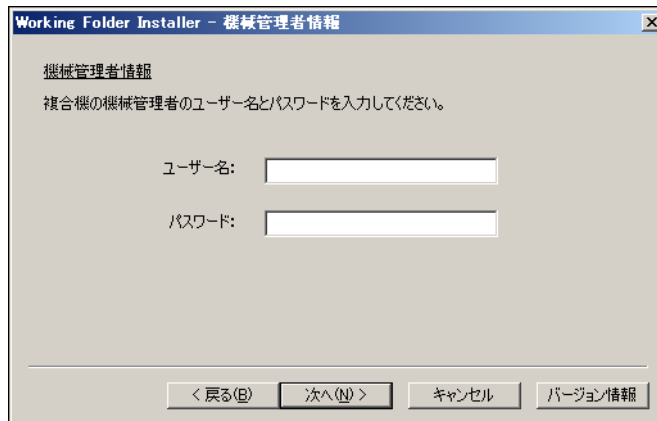 Working Folder Installer - 機械管理者情報
機械管理者情報
複合機の機械管理者のユーザー名とパスワードを入力してください。
ユーザー名:
パスワード:
< 戻る(B) 次へ(N) > キャンセル バージョン情報